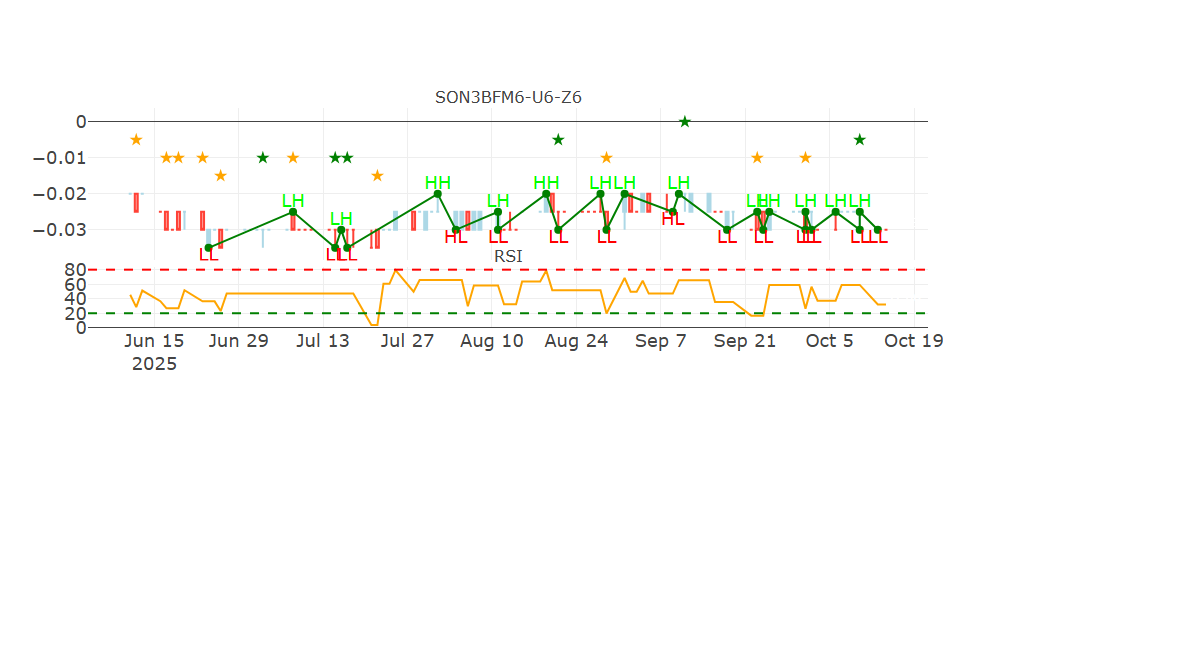 SON3BFM6-U6-Z6
0
−0.01
−0.02
−0.03
HH HH LH LH LH
LH LH LH LH LH LH LH
LH
HL HL
LL LL LL LL LL LL LL LL
LL LL LL
RSI
80
60
40
20
0
Jun 15 Jun 29 Jul 13 Jul 27 Aug 10 Aug 24 Sep 7 Sep 21 Oct 5 Oct 19
2025